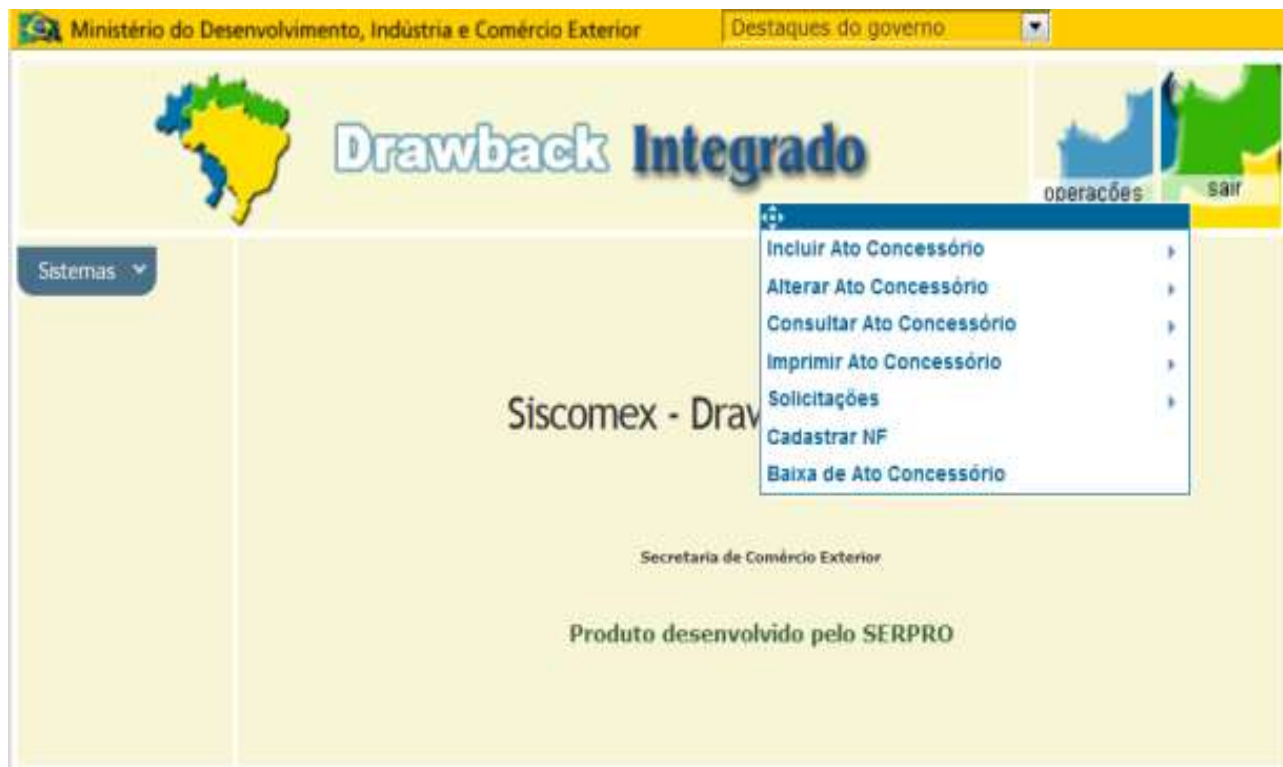 Ministério do Desenvolvimento, Indústria e Comércio Exterior
Destaques do governo
Drawback Integrado
operações
sair
Sistemas
Incluir Ato Concessório
Alterar Ato Concessório
Consultar Ato Concessório
Imprimir Ato Concessório
Solicitações
Cadastrar NF
Baixa de Ato Concessório
Siscomex - Draw
Secretaria de Comércio Exterior
Produto desenvolvido pelo SERPRO